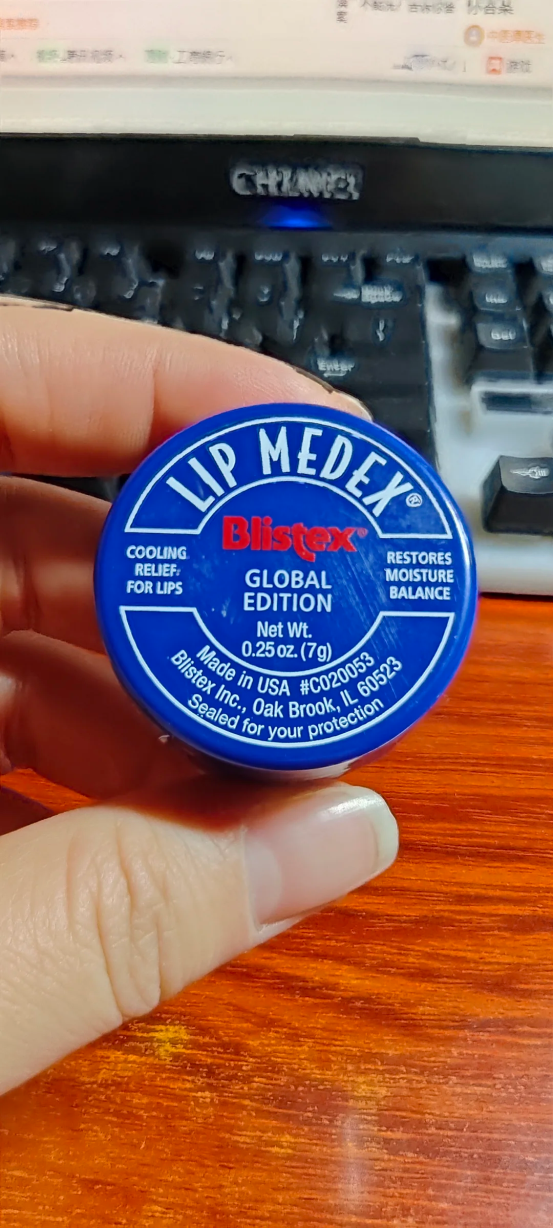 LIP MEDEX®
Blistex®
COOLING
RELIEF
FOR LIPS
GLOBAL
EDITION
RESTORES
MOISTURE
BALANCE
Net Wt.
0.25 oz. (7g)
Made in USA #C020053
Blistex Inc., Oak Brook, IL 60523
Sealed for your protection
Enter